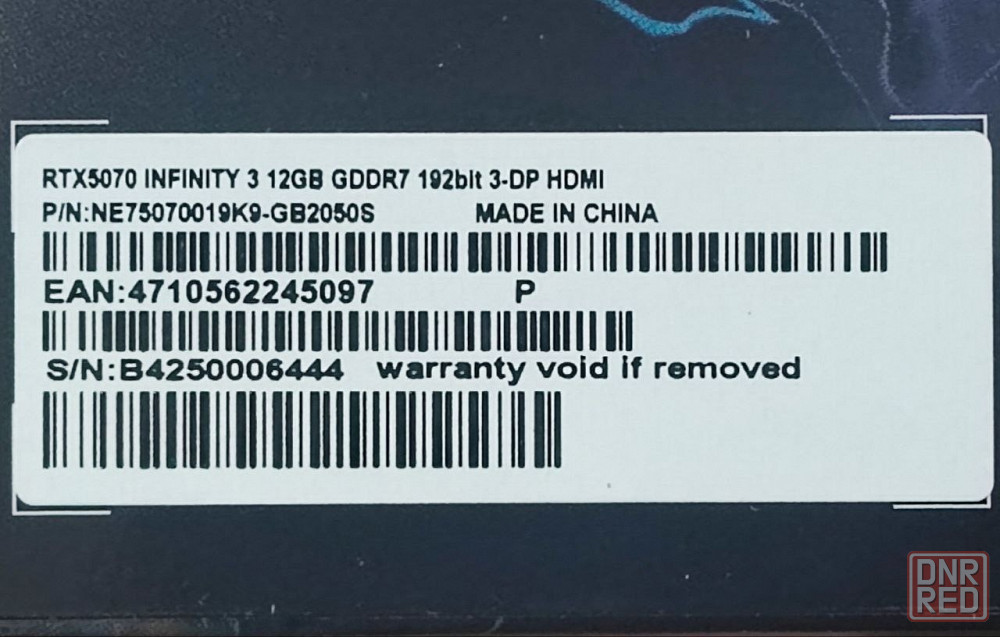 RTX5070 INFINITY 3 12GB GDDR7 192bit 3-DP HDMI
P/N:NE75070019K9-GB2050S MADE IN CHINA
EAN:4710562245097 P
S/N:B4250006444 warranty void if removed
DNR
RED